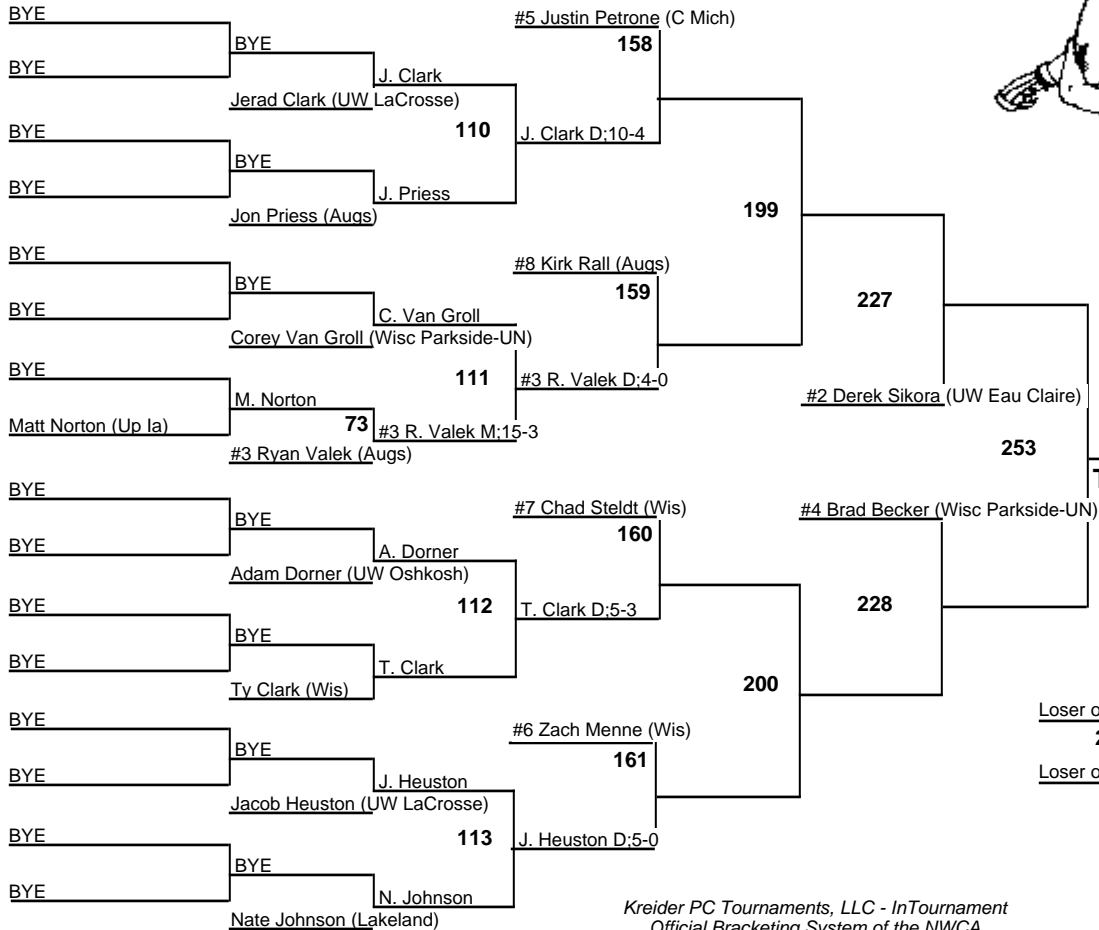 BYE
#5 Justin Petrone (C Mich)
BYE
158
BYE
J. Clark
Jerad Clark (UW LaCrosse)
110
J. Clark D;10-4
BYE
BYE
BYE
J. Priess
Jon Priess (Augs)
199
BYE
#8 Kirk Rall (Augs)
BYE
159
227
BYE
C. Van Groll
Corey Van Groll (Wisc Parkside-UN)
BYE
111
#3 R. Valek D;4-0
#2 Derek Sikora (UW Eau Claire)
M. Norton
Matt Norton (Up Ia)
73
#3 R. Valek M;15-3
#3 Ryan Valek (Augs)
253
BYE
#7 Chad Steldt (Wis)
#4 Brad Becker (Wisc Parkside-UN)
BYE
160
BYE
A. Dorner
Adam Dorner (UW Oshkosh)
112
T. Clark D;5-3
228
BYE
BYE
BYE
T. Clark
Ty Clark (Wis)
200
Loser o
BYE
#6 Zach Menne (Wis)
BYE
161
Loser o
BYE
J. Heuston
Jacob Heuston (UW LaCrosse)
BYE
113
J. Heuston D;5-0
BYE
BYE
N. Johnson
Nate Johnson (Lakeland)
Kreider PC Tournaments, LLC - InTournament
Official Bracketing System of the NWCA